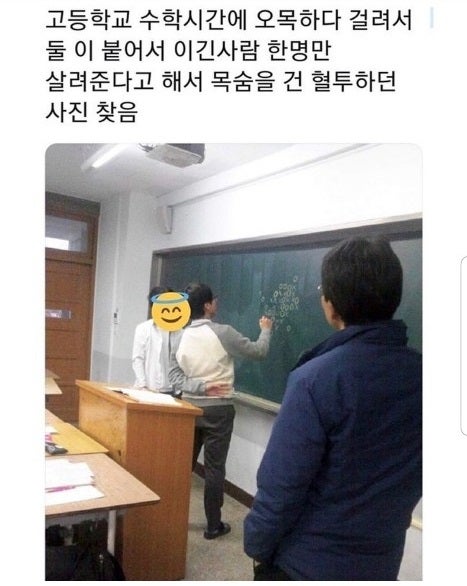 고등학교 수학시간에 오목하다 걸려서
둘 이 붙어서 이긴사람 한명만
살려준다고 해서 목숨을 건 혈투하던
사진 찾음